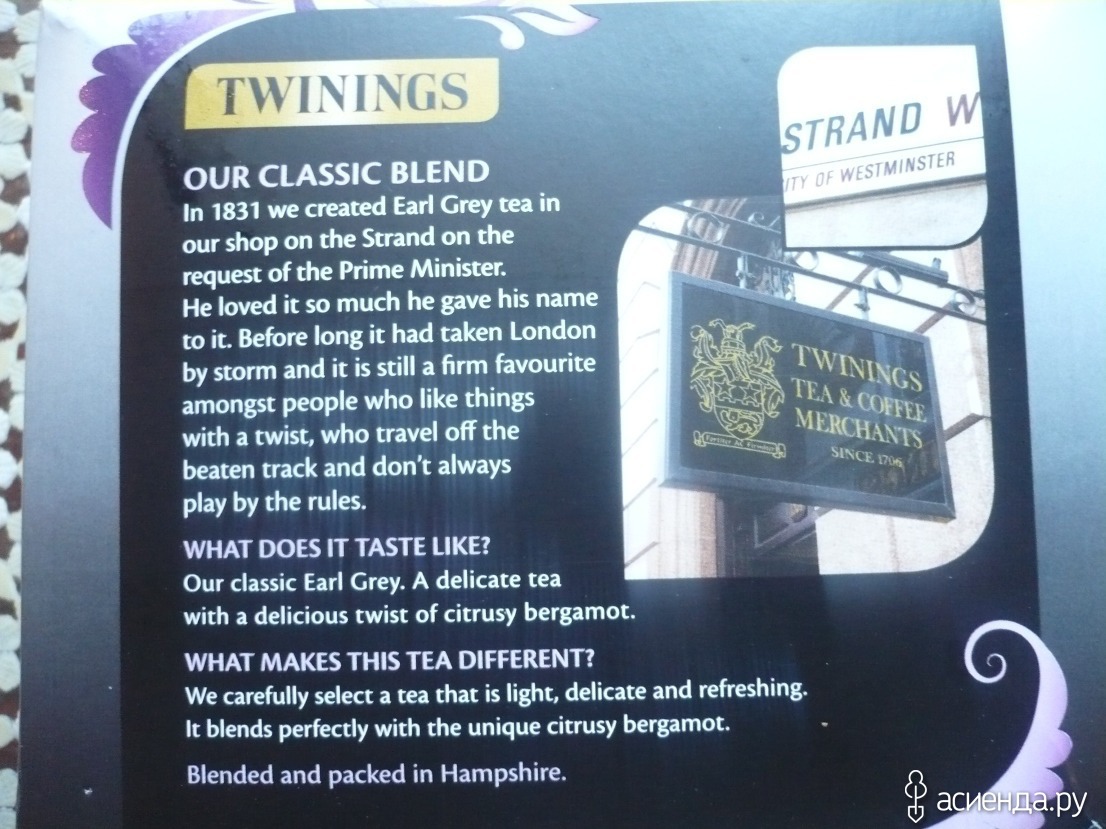 TWININGS
OUR CLASSIC BLEND
In 1831 we created Earl Grey tea in
our shop on the Strand on the
request of the Prime Minister.
He loved it so much he gave his name
to it. Before long it had taken London
by storm and it is still a firm favourite
amongst people who like things
with a twist, who travel off the
beaten track and don't always
play by the rules.
WHAT DOES IT TASTE LIKE?
Our classic Earl Grey. A delicate tea
with a delicious twist of citrusy bergamot.
WHAT MAKES THIS TEA DIFFERENT?
We carefully select a tea that is light, delicate and refreshing.
It blends perfectly with the unique citrusy bergamot.
Blended and packed in Hampshire.
STRAND W
ITY OF WESTMINSTER
TWININGS
TEA & COFFEE
MERCHANTS
SINCE 1706
асиенда.ру